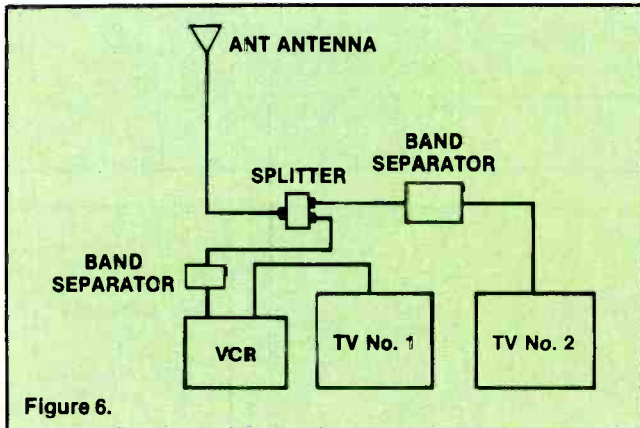 ANT ANTENNA
BAND
SEPARATOR
SPLITTER
BAND
SEPARATOR
VCR
TV No. 1
TV No. 2
Figure 6.